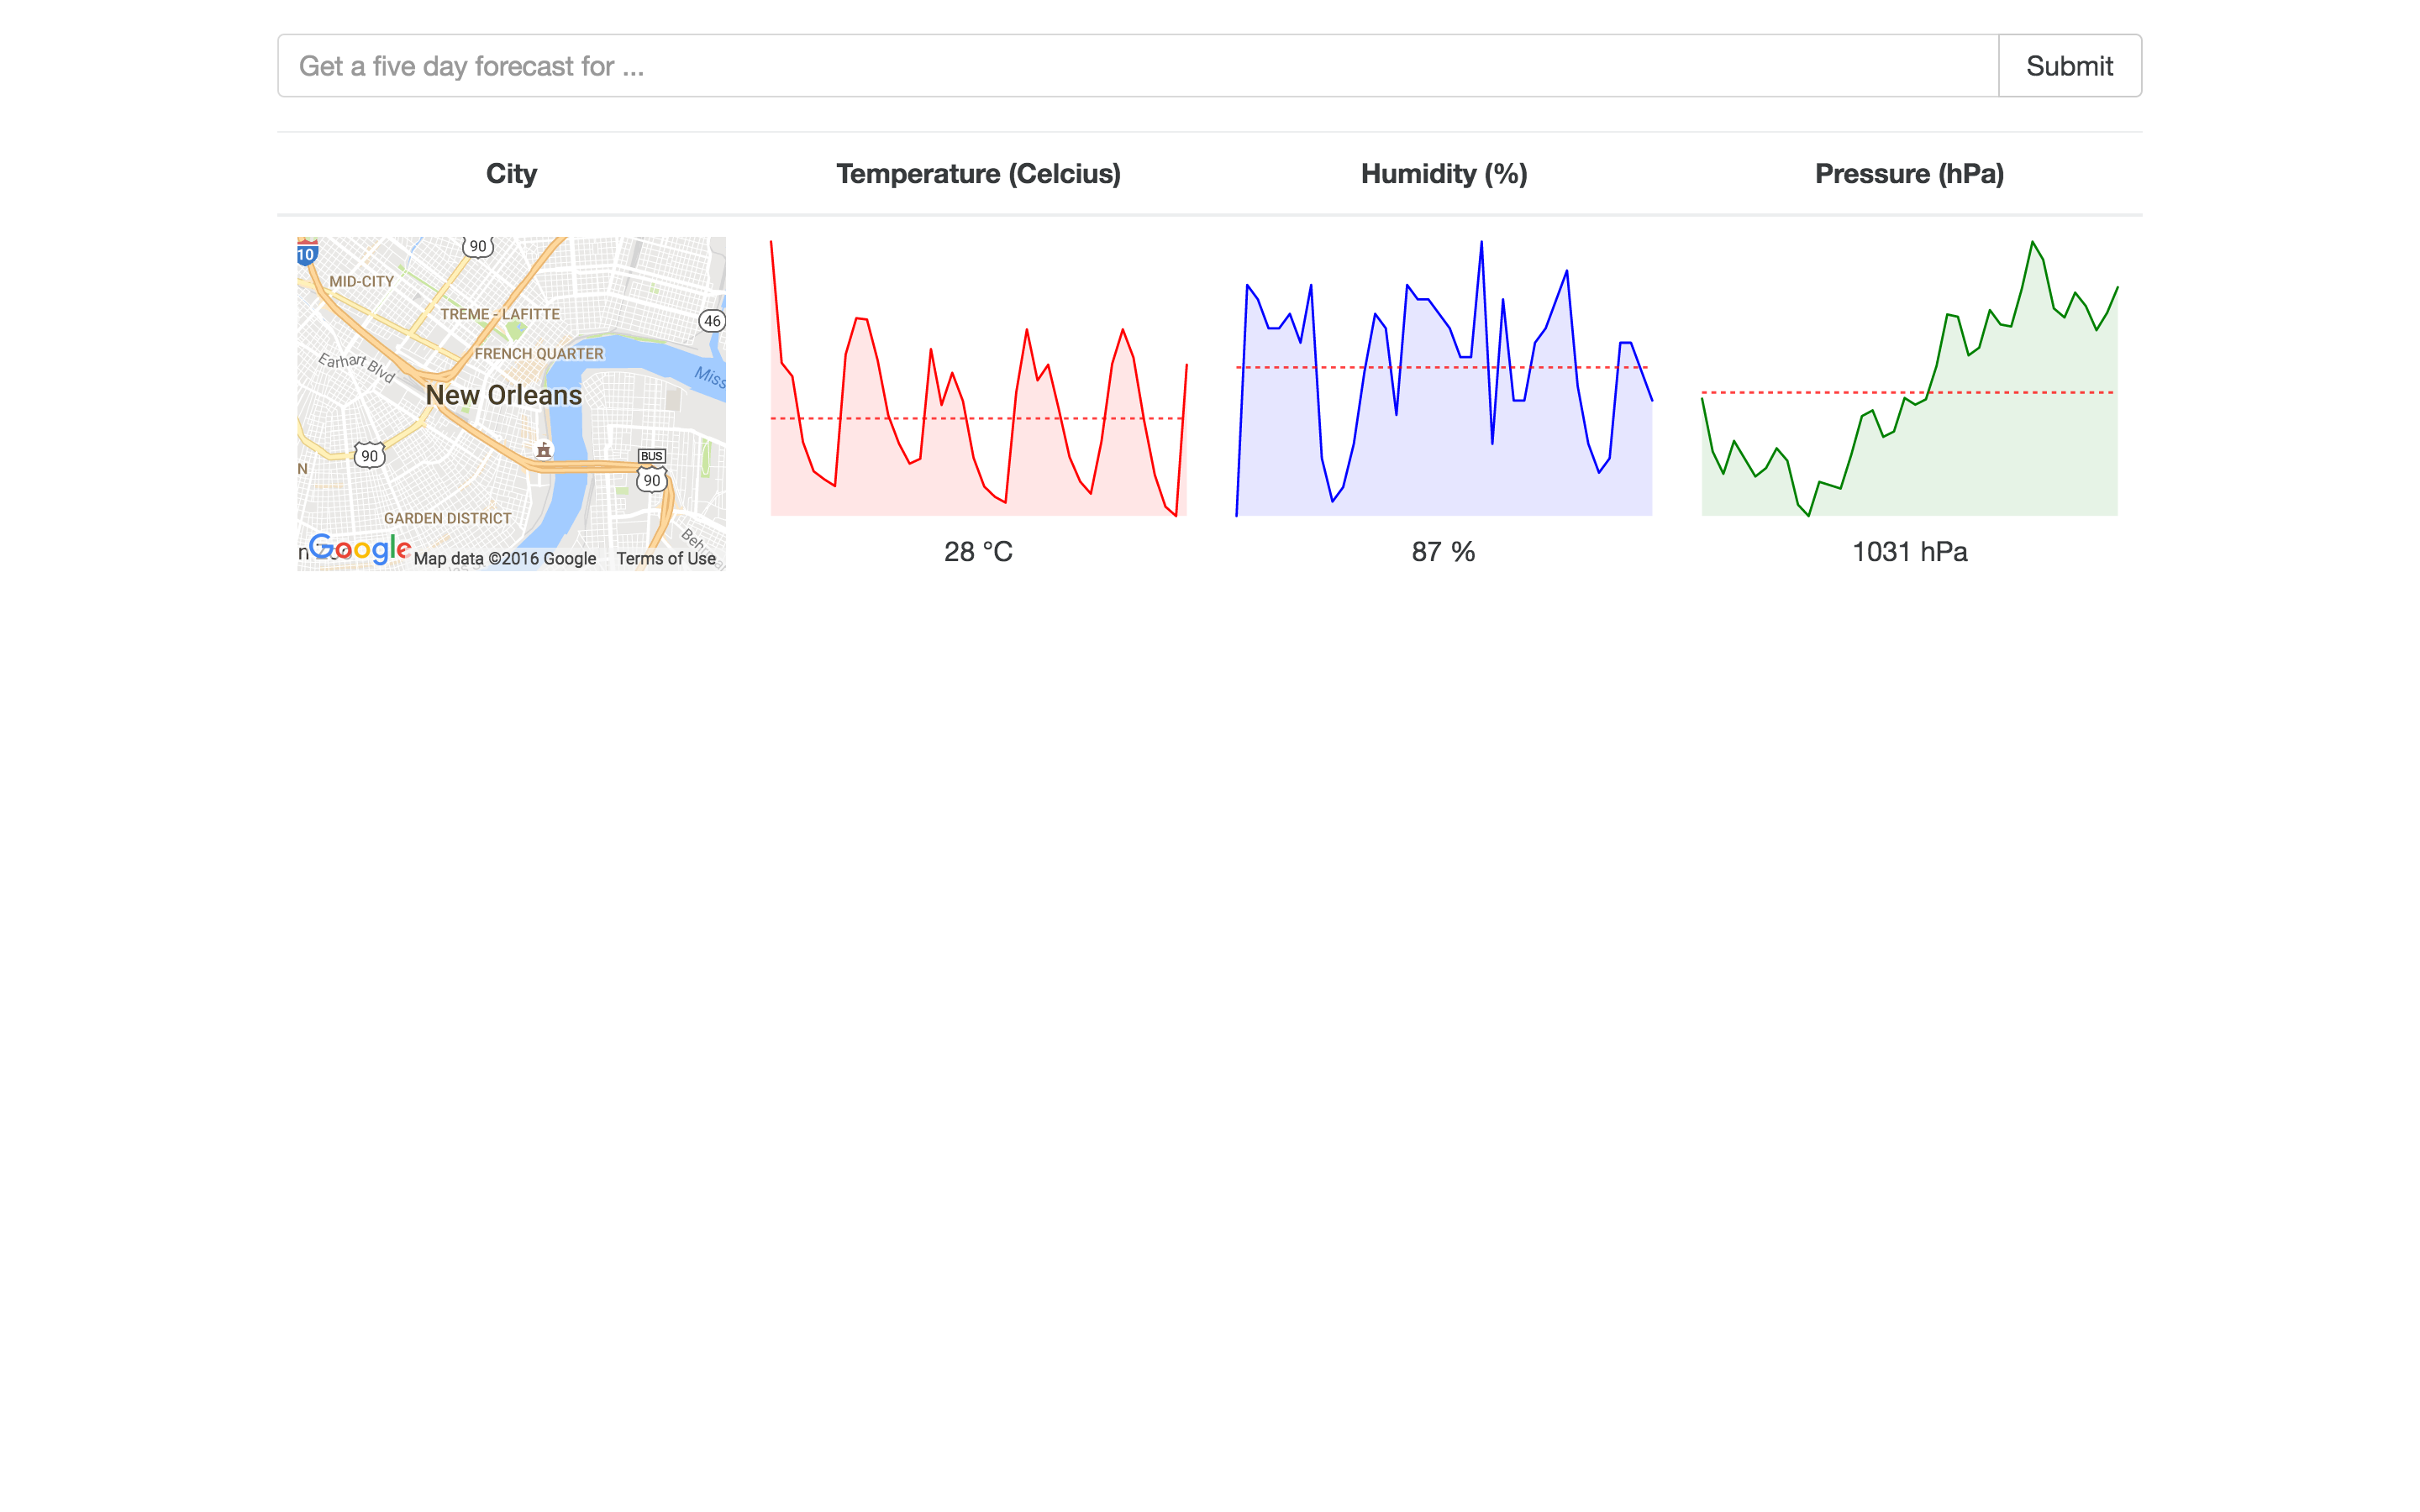 Get a five day forecast for ...
Submit
City
Temperature (Celcius)
Humidity (%)
Pressure (hPa)
10
90
MID-CITY
46
TREME - LAFITTE
FRENCH QUARTER
Earhart Blvd
Miss
New Orleans
90
BUS
90
N
GARDEN DISTRICT
Google
Map data ©2016 Google
Terms of Use
28 °C
87 %
1031 hPa